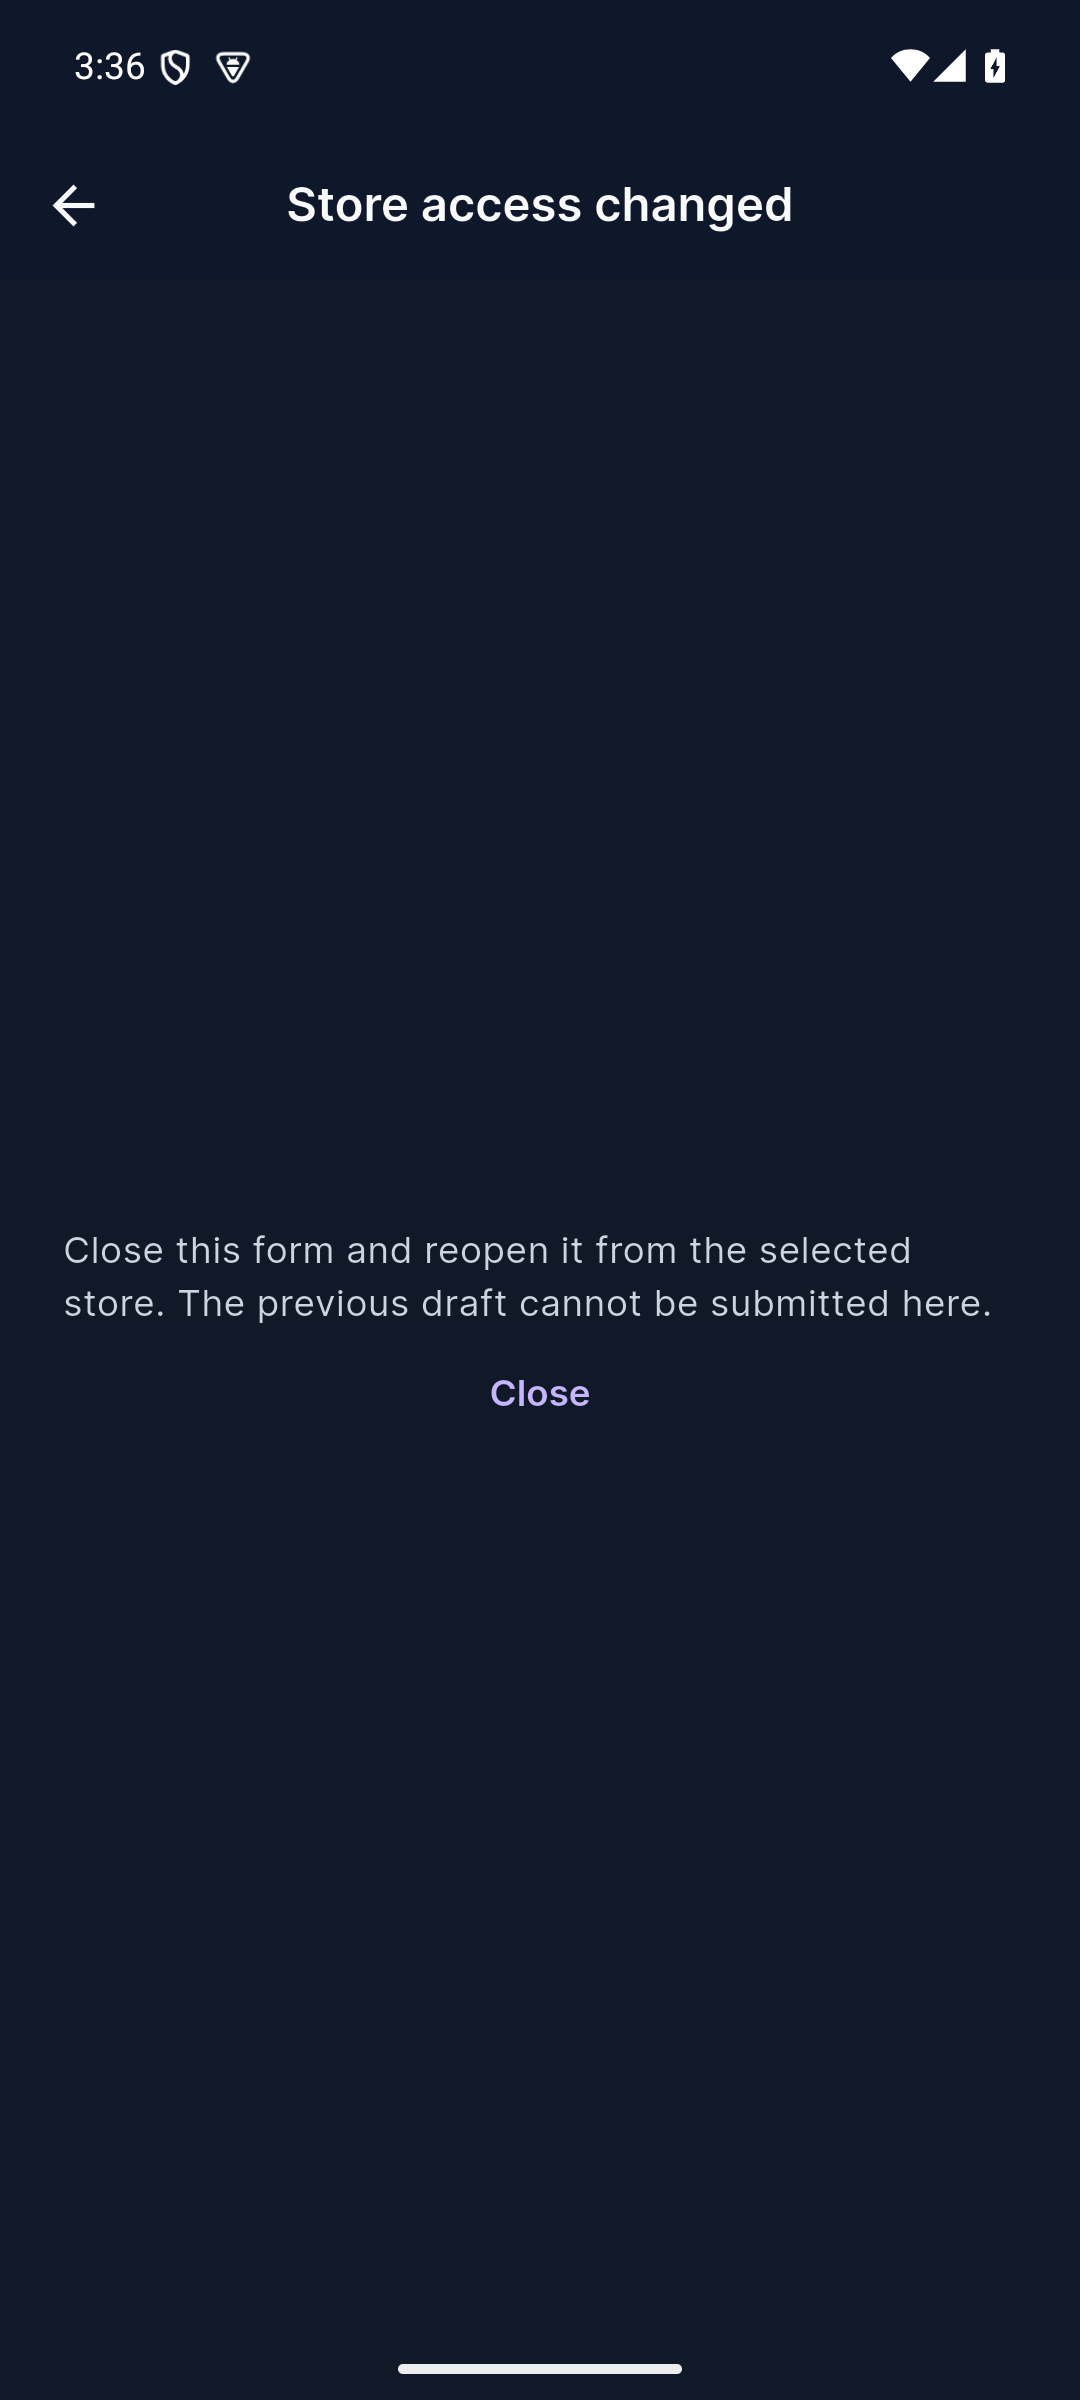 3:36
Store access changed
Close this form and reopen it from the selected
store. The previous draft cannot be submitted here.
Close